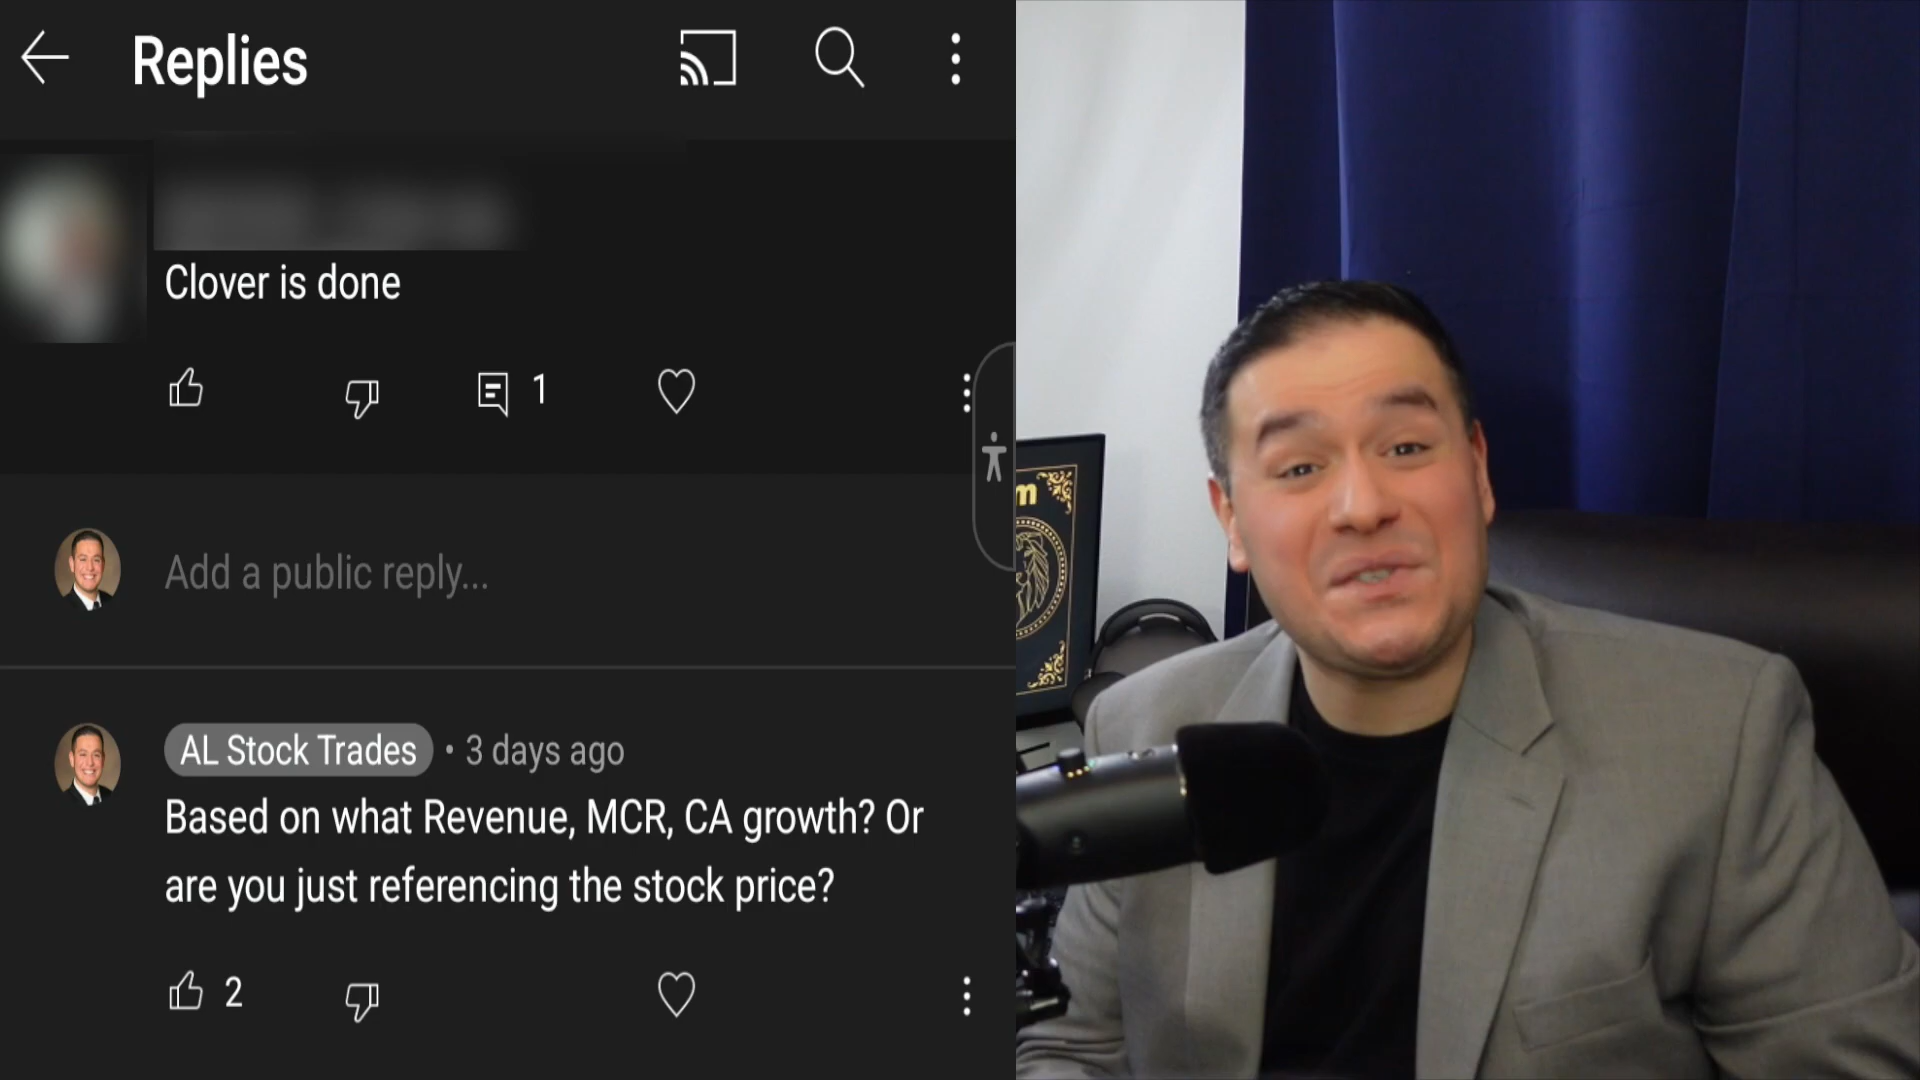 Replies
Clover is done
1
Add a public reply...
AL Stock Trades • 3 days ago
Based on what Revenue, MCR, CA growth? Or
are you just referencing the stock price?
2
m